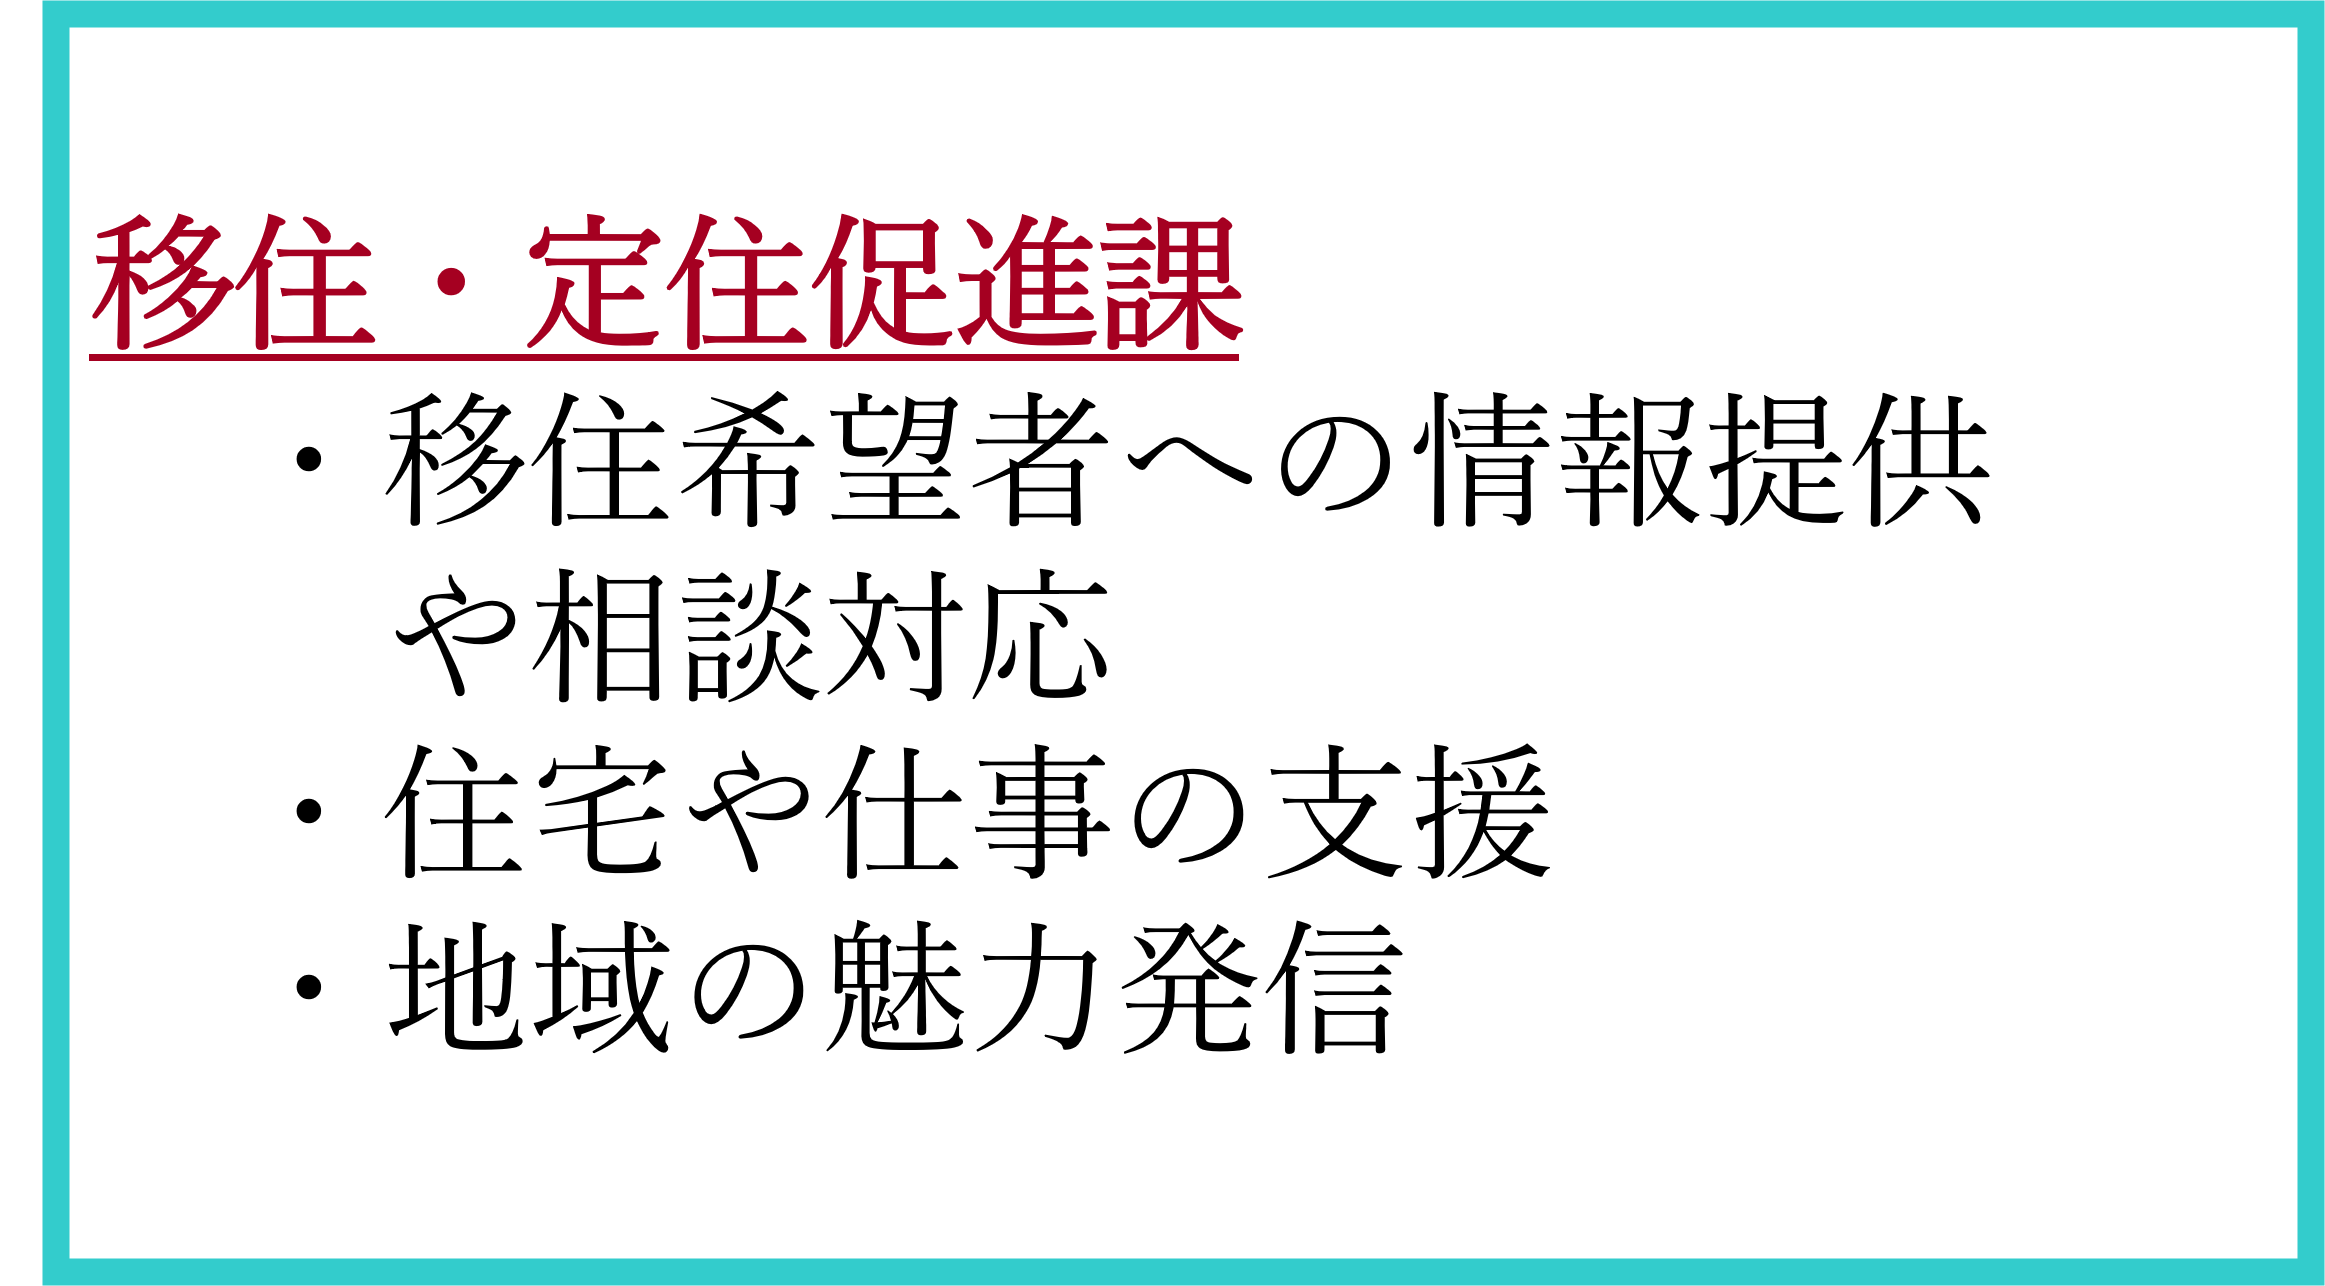 移住・定住促進課
・移住希望者への情報提供
や相談対応
・住宅や仕事の支援
・地域の魅力発信